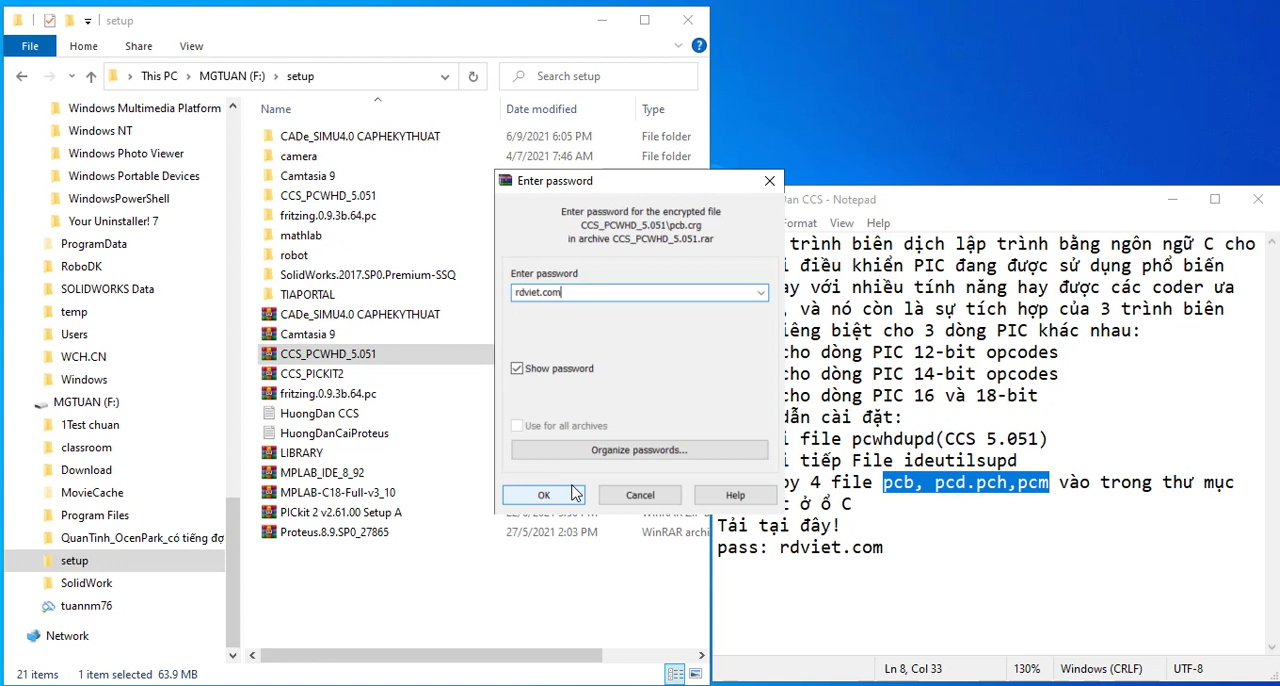 setup
File
Home
Share
View
This PC
MGTUAN (F:)
setup
Search setup
Windows Multimedia Platform
Windows NT
Windows Photo Viewer
Windows Portable Devices
WindowsPowerShell
Your Uninstaller! 7
ProgramData
RoboDK
SOLIDWORKS Data
temp
Users
WCH.CN
Windows
MGTUAN (F:)
1Test chuan
classroom
Download
MovieCache
Program Files
QuanTinh_OcenPark_có tiếng đợ
setup
SolidWork
tuannm76
Network
Name
Date modified
Type
CADe_SIMU4.0 CAPHEKYTHUAT 6/9/2021 6:05 PM File folder
camera 4/7/2021 7:46 AM File folder
Camtasia 9
CCS_PCWHD_5.051
fritzing.0.9.3b.64.pc
mathlab
robot
SolidWorks.2017.SP0.Premium-SSQ
TIAPORTAL
CADe_SIMU4.0 CAPHEKYTHUAT
Camtasia 9
CCS_PCWHD_5.051
CCS_PICKIT2
fritzing.0.9.3b.64.pc
HuongDan CCS
HuongDanCaiProteus
LIBRARY
MPLAB_IDE_8_92
MPLAB-C18-Full-v3_10
PICkit 2 v2.61.00 Setup A
Proteus.8.9.SP0_27865 27/5/2021 2:03 PM WinRAR archi
21 items
1 item selected 63.9 MB
Enter password
Enter password for the encrypted file
CCS_PCWHD_5.051\pcb.crg
in archive CCS_PCWHD_5.051.rar
Enter password
rdviet.com
Show password
Use for all archives
Organize passwords...
OK
Cancel
Help
Dan CCS - Notepad
Format
View
Help
trình biên dịch lập trình bằng ngôn ngữ C cho
i điều khiển PIC đang được sử dụng phổ biến
ay với nhiều tính năng hay được các coder ưa
, và nó còn là sự tích hợp của 3 trình biên
iêng biệt cho 3 dòng PIC khác nhau:
cho dòng PIC 12-bit opcodes
cho dòng PIC 14-bit opcodes
cho dòng PIC 16 và 18-bit
dẫn cài đặt:
i file pcwhdupd(CCS 5.051)
i tiếp File ideutilsupd
py 4 file pcb, pcd.pch,pcm vào trong thư mục
t ở ổ C
Tải tại đây!
pass: rdviet.com
Ln 8, Col 33
130%
Windows (CRLF)
UTF-8